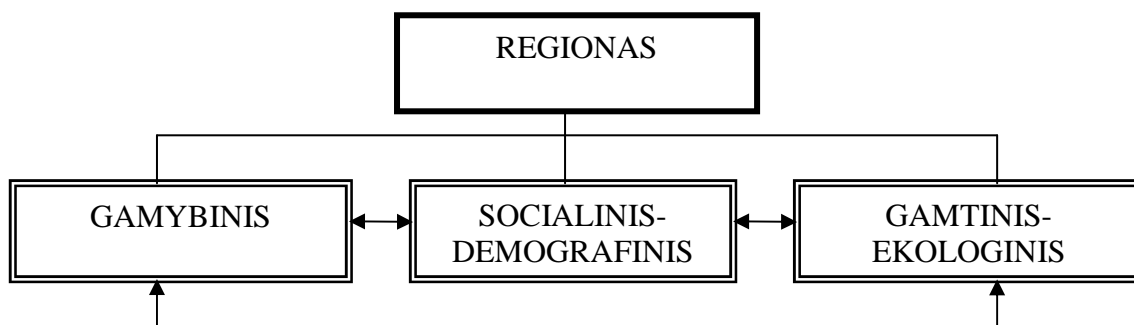 REGIONAS
GAMYBINIS
SOCIALINIS-
DEMOGRAFINIS
GAMTINIS-
EKOLOGINIS